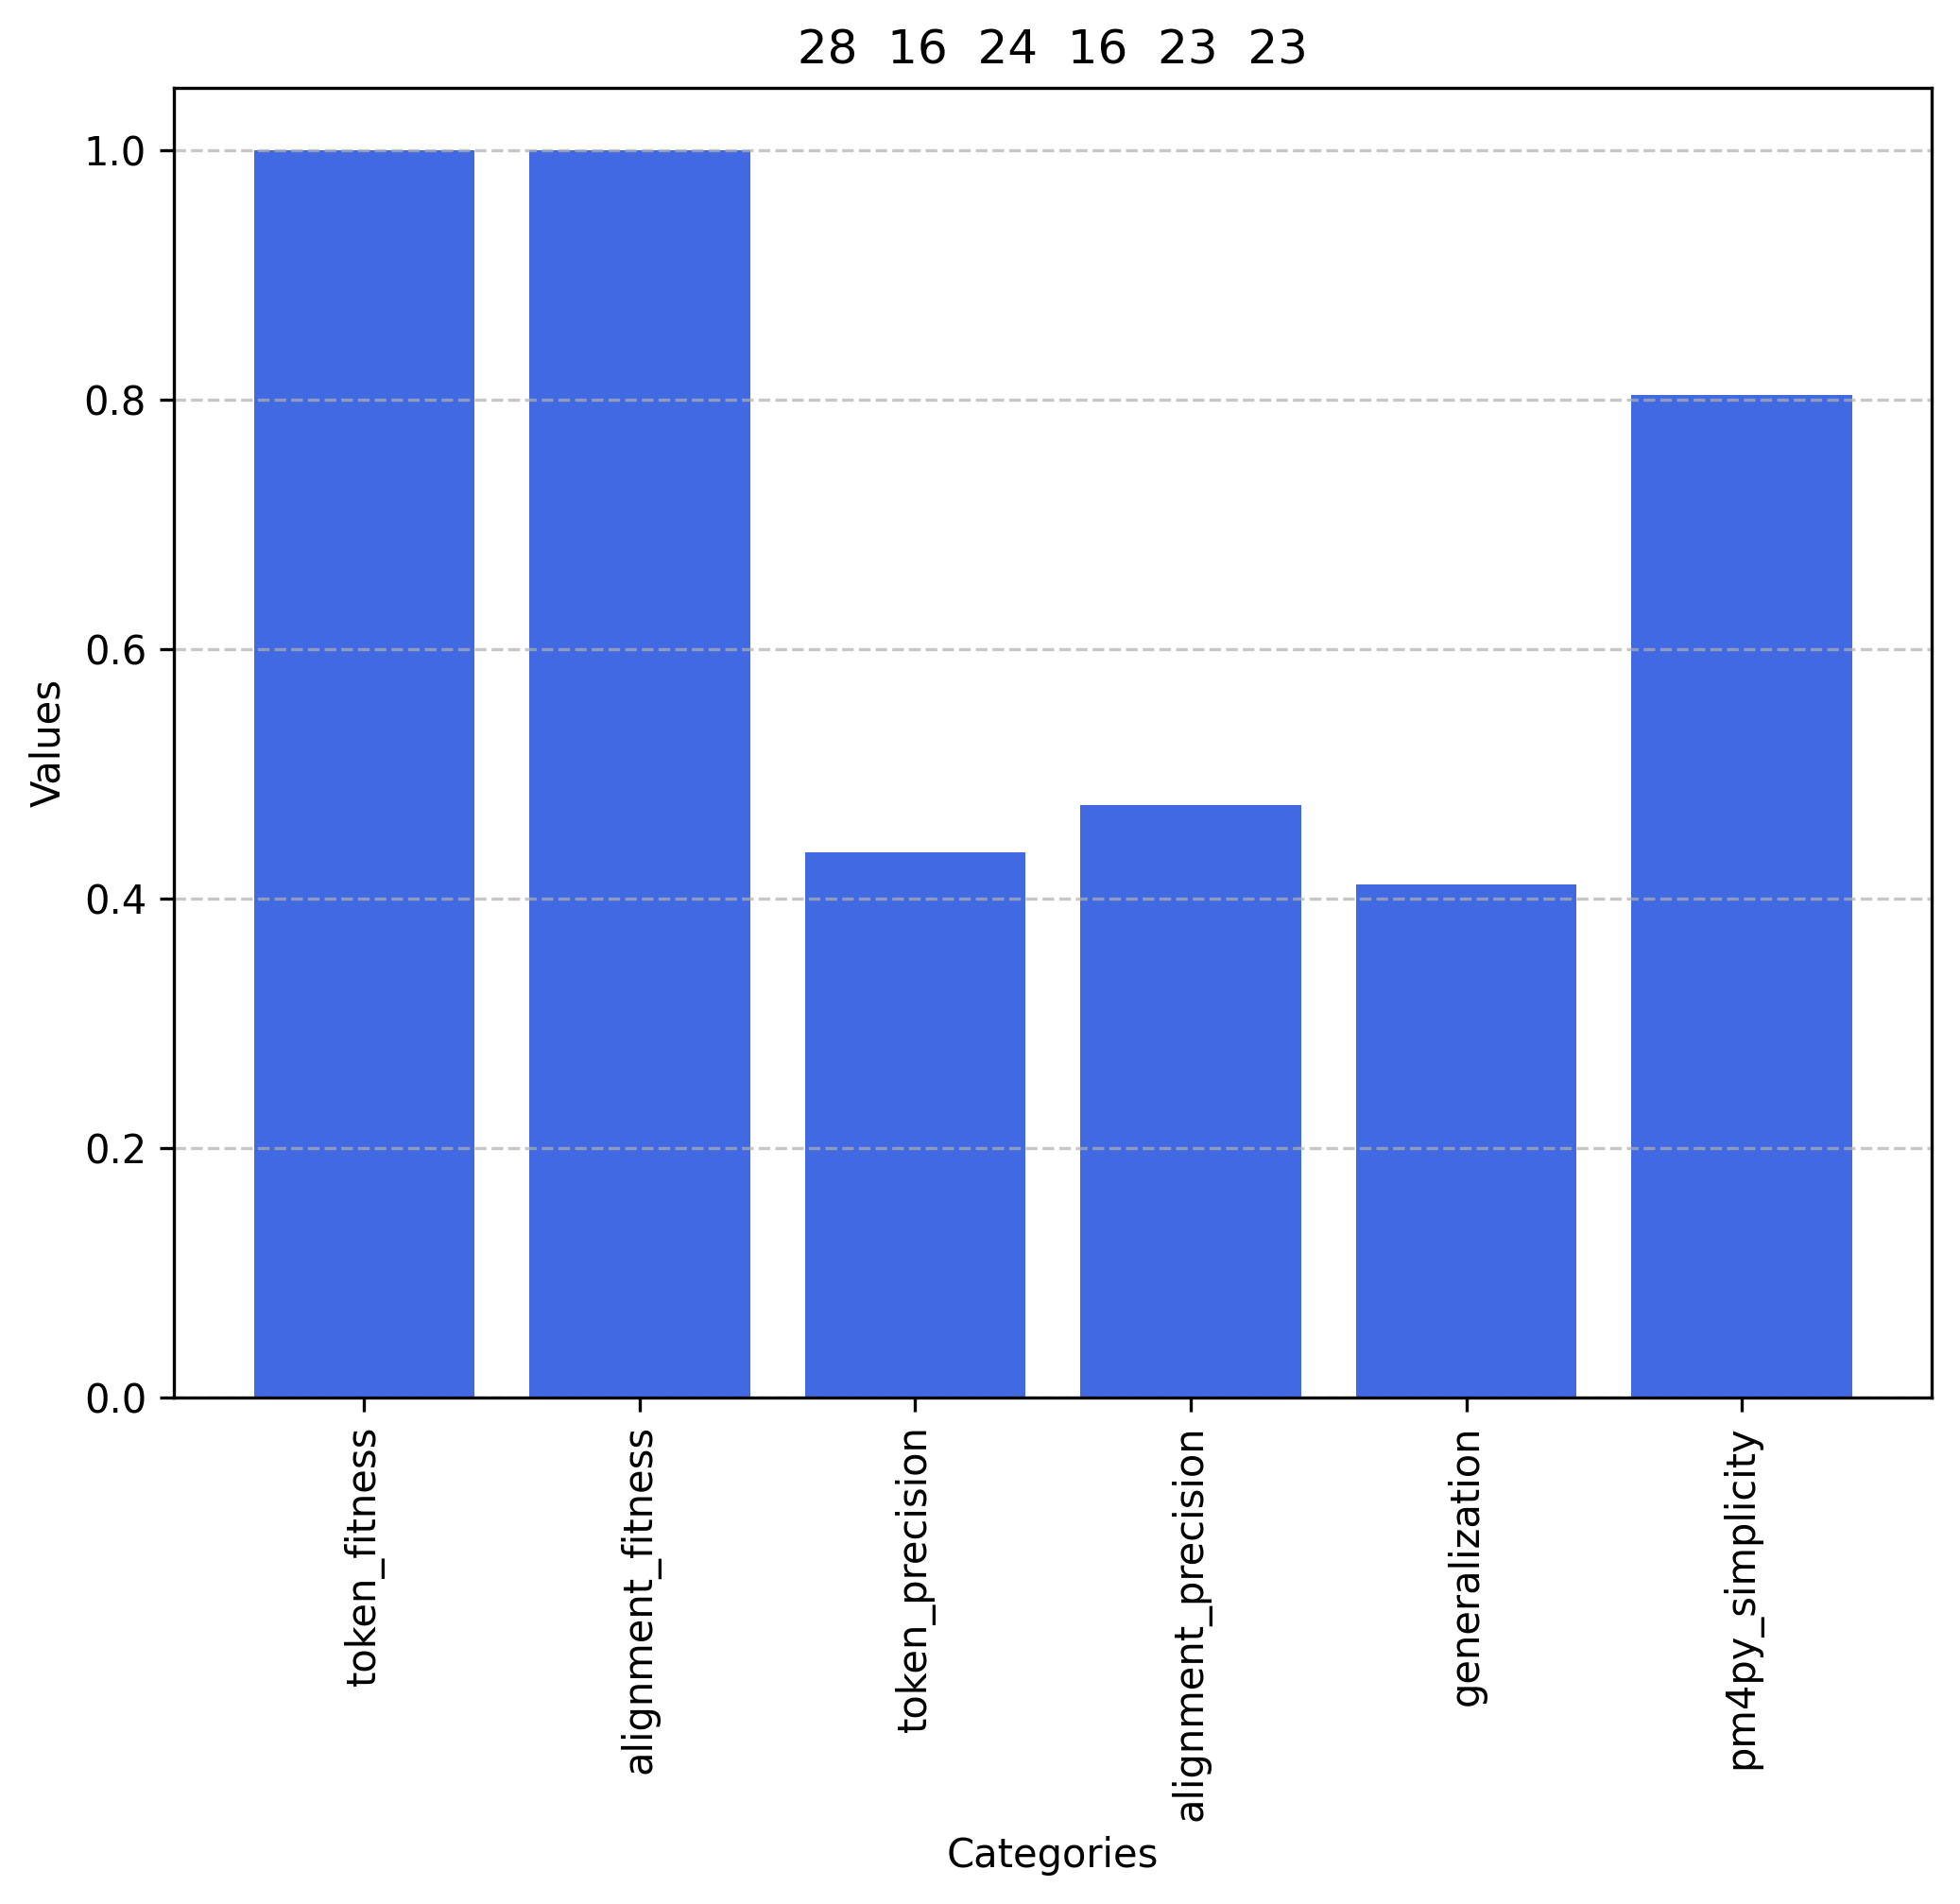 28 16 24 16 23 23
1.0
0.8
0.6
0.4
0.2
0.0
Values
token_fitness
alignment_fitness
token_precision
alignment_precision
generalization
pm4py_simplicity
Categories